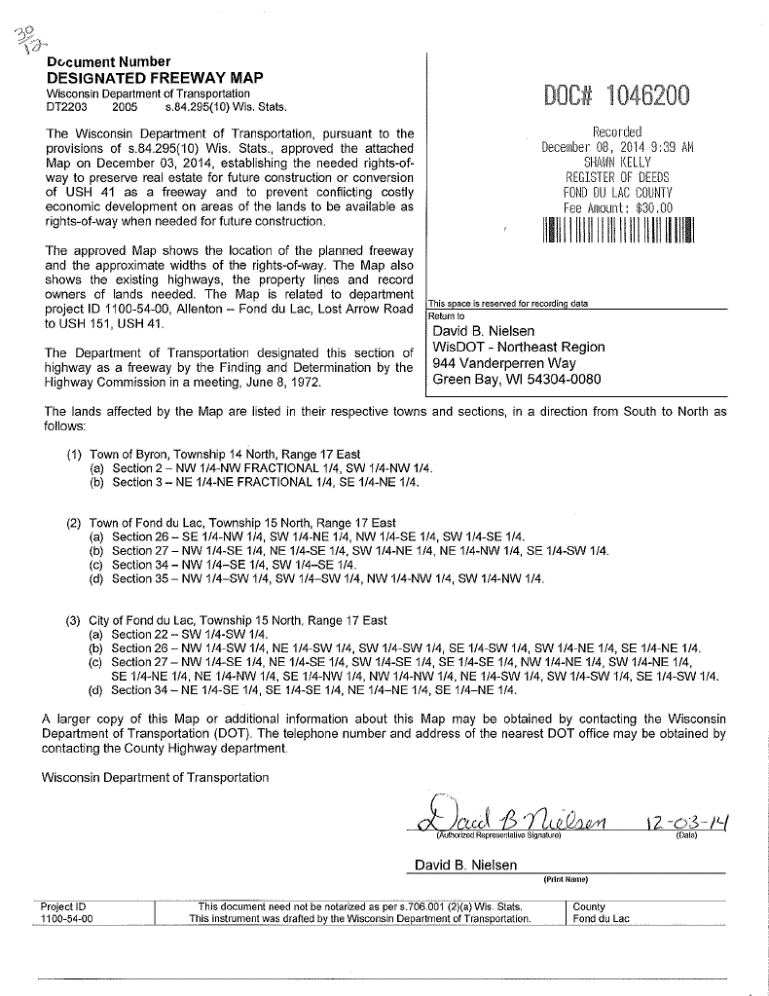 30/12
Document Number
DESIGNATED FREEWAY MAP
Wisconsin Department of Transportation
DT2203 2005 s.84.295(10) Wis. Stats.
The Wisconsin Department of Transportation, pursuant to the
provisions of s.84.295(10) Wis. Stats., approved the attached
Map on December 03, 2014, establishing the needed rights-of-
way to preserve real estate for future construction or conversion
of USH 41 as a freeway and to prevent conflicting costly
economic development on areas of the lands to be available as
rights-of-way when needed for future construction.
The approved Map shows the location of the planned freeway
and the approximate widths of the rights-of-way. The Map also
shows the existing highways, the property lines and record
owners of lands needed. The Map is related to department
project ID 1100-54-00, Allenton – Fond du Lac, Lost Arrow Road
to USH 151, USH 41.
The Department of Transportation designated this section of
highway as a freeway by the Finding and Determination by the
Highway Commission in a meeting, June 8, 1972.
DOC# 1046200
Recorded
December 08, 2014 9:39 AM
SHAWN KELLY
REGISTER OF DEEDS
FOND DU LAC COUNTY
Fee Amount: $30.00
This space is reserved for recording data
Return to
David B. Nielsen
WisDOT - Northeast Region
944 Vanderperren Way
Green Bay, WI 54304-0080
The lands affected by the Map are listed in their respective towns and sections, in a direction from South to North as
follows:
(1) Town of Byron, Township 14 North, Range 17 East
(a) Section 2 – NW 1/4-NW FRACTIONAL 1/4, SW 1/4-NW 1/4.
(b) Section 3 – NE 1/4-NE FRACTIONAL 1/4, SE 1/4-NE 1/4.
(2) Town of Fond du Lac, Township 15 North, Range 17 East
(a) Section 26 – SE 1/4-NW 1/4, SW 1/4-NE 1/4, NW 1/4-SE 1/4, SW 1/4-SE 1/4.
(b) Section 27 – NW 1/4-SE 1/4, NE 1/4-SE 1/4, SW 1/4-NE 1/4, NE 1/4-NW 1/4, SE 1/4-SW 1/4.
(c) Section 34 – NW 1/4–SE 1/4, SW 1/4–SE 1/4.
(d) Section 35 – NW 1/4–SW 1/4, SW 1/4–SW 1/4, NW 1/4-NW 1/4, SW 1/4-NW 1/4.
(3) City of Fond du Lac, Township 15 North, Range 17 East
(a) Section 22 – SW 1/4-SW 1/4.
(b) Section 26 – NW 1/4-SW 1/4, NE 1/4-SW 1/4, SW 1/4-SW 1/4, SE 1/4-SW 1/4, SW 1/4-NE 1/4, SE 1/4-NE 1/4.
(c) Section 27 – NW 1/4-SE 1/4, NE 1/4-SE 1/4, SW 1/4-SE 1/4, SE 1/4-SE 1/4, NW 1/4-NE 1/4, SW 1/4-NE 1/4,
SE 1/4-NE 1/4, NE 1/4-NW 1/4, SE 1/4-NW 1/4, NW 1/4-NW 1/4, NE 1/4-SW 1/4, SW 1/4-SW 1/4, SE 1/4-SW 1/4.
(d) Section 34 – NE 1/4-SE 1/4, SE 1/4-SE 1/4, NE 1/4–NE 1/4, SE 1/4–NE 1/4.
A larger copy of this Map or additional information about this Map may be obtained by contacting the Wisconsin
Department of Transportation (DOT). The telephone number and address of the nearest DOT office may be obtained by
contacting the County Highway department.
Wisconsin Department of Transportation
David B Nielsen 12-03-14
(Authorized Representative Signature) (Date)
David B. Nielsen
(Print Name)
Project ID
1100-54-00
This document need not be notarized as per s.706.001 (2)(a) Wis. Stats.
This instrument was drafted by the Wisconsin Department of Transportation.
County
Fond du Lac